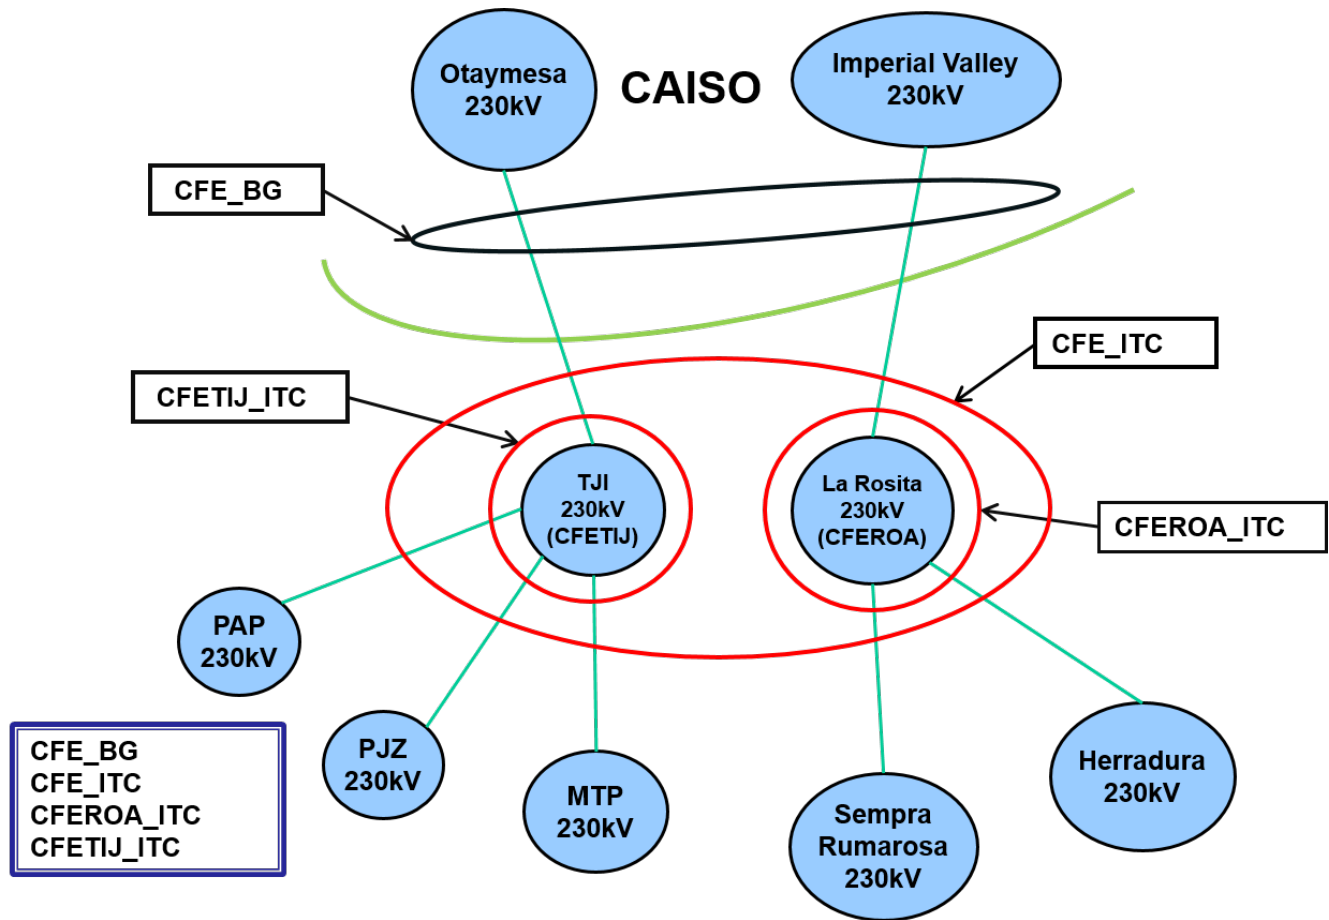 Otaymesa
230kV
CAISO
Imperial Valley
230kV
CFE_BG
CFE_ITC
CFETIJ_ITC
TJI
230kV
(CFETIJ)
La Rosita
230kV
(CFEROA)
CFEROA_ITC
PAP
230kV
PJZ
230kV
MTP
230kV
Sempra
Rumarosa
230kV
Herradura
230kV
CFE_BG
CFE_ITC
CFEROA_ITC
CFETIJ_ITC